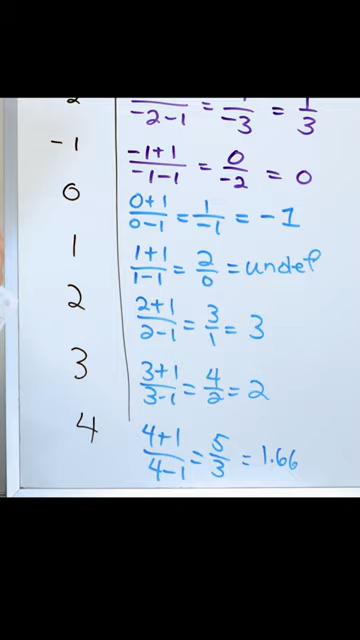 -2-1 = -3 = 1/3
-1 (-1+1)/(-1-1) = 0/-2 = 0
0 (0+1)/(0-1) = 1/-1 = -1
1 (1+1)/(1-1) = 2/0 = undef
2 (2+1)/(2-1) = 3/1 = 3
3 (3+1)/(3-1) = 4/2 = 2
4 (4+1)/(4-1) = 5/3 = 1.66